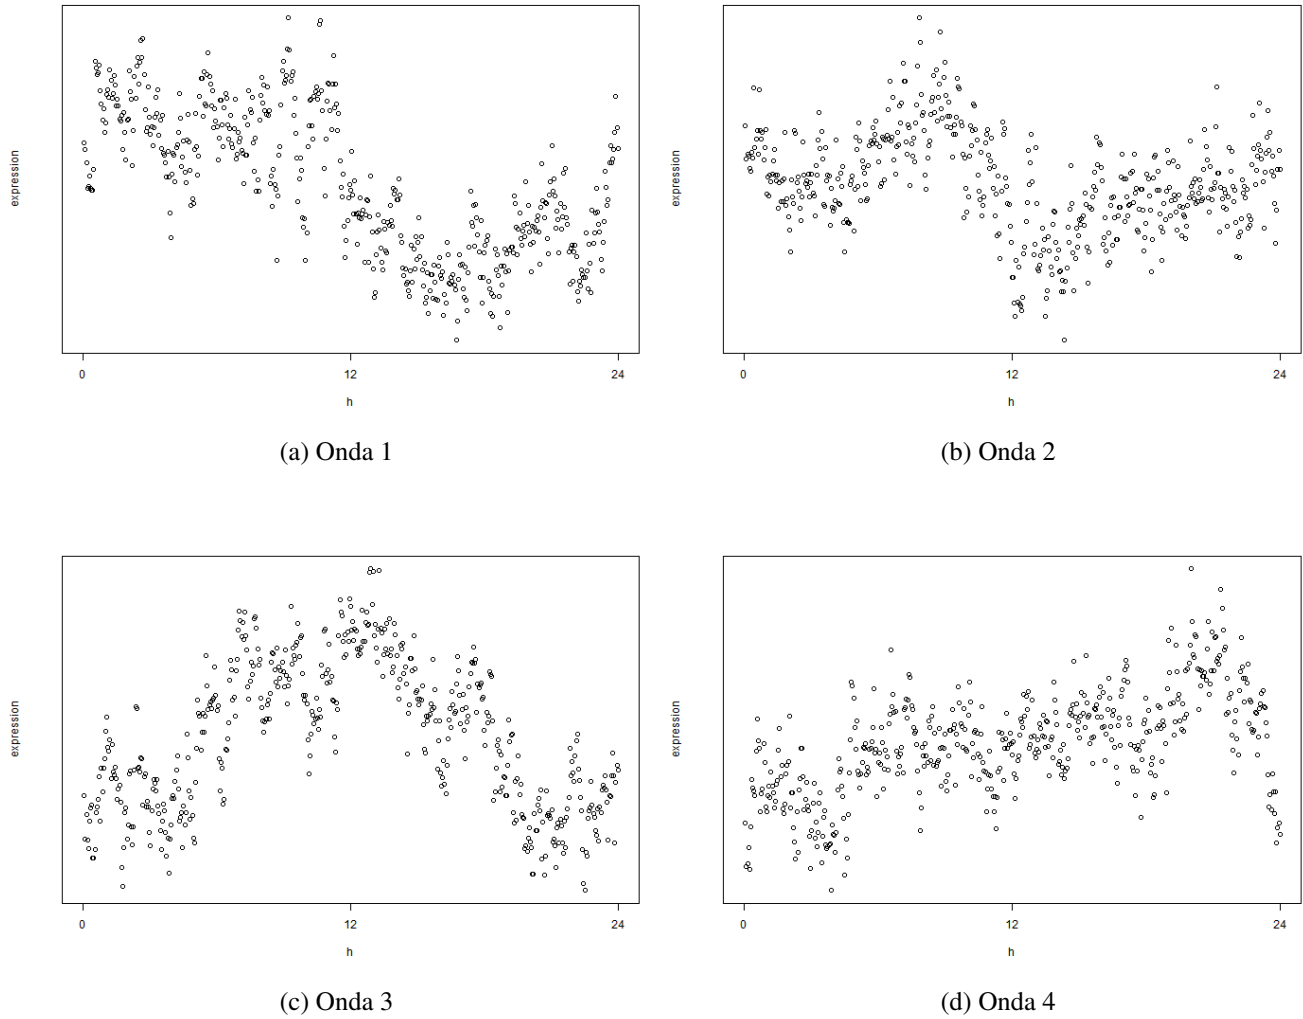 expression
0 12 24
h
(a) Onda 1
expression
0 12 24
h
(b) Onda 2
expression
0 12 24
h
(c) Onda 3
expression
0 12 24
h
(d) Onda 4